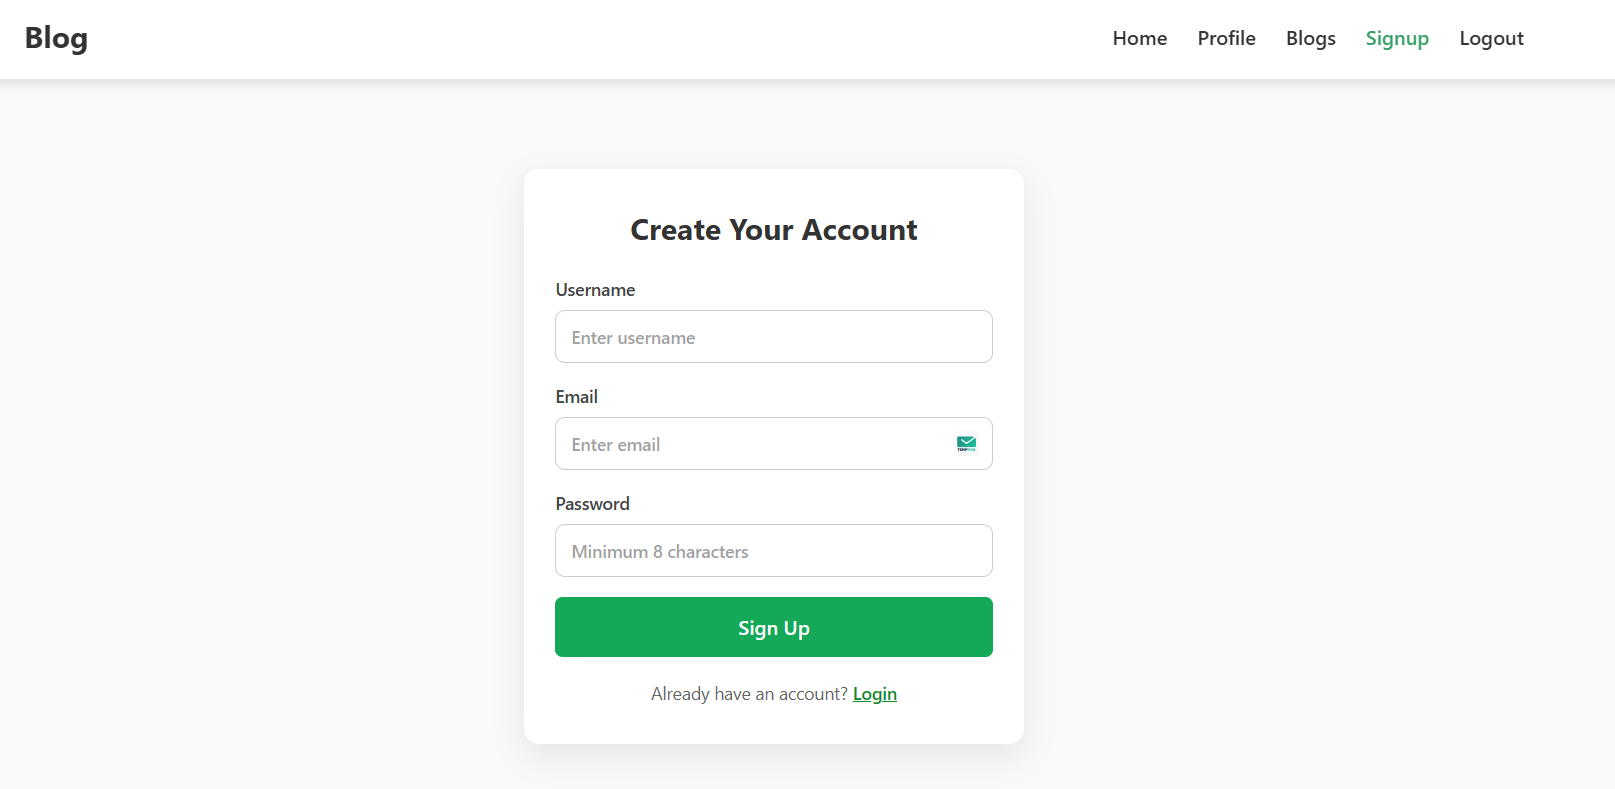 Blog
Home Profile Blogs Signup Logout
Create Your Account
Username
Enter username
Email
Enter email
Password
Minimum 8 characters
Sign Up
Already have an account? Login